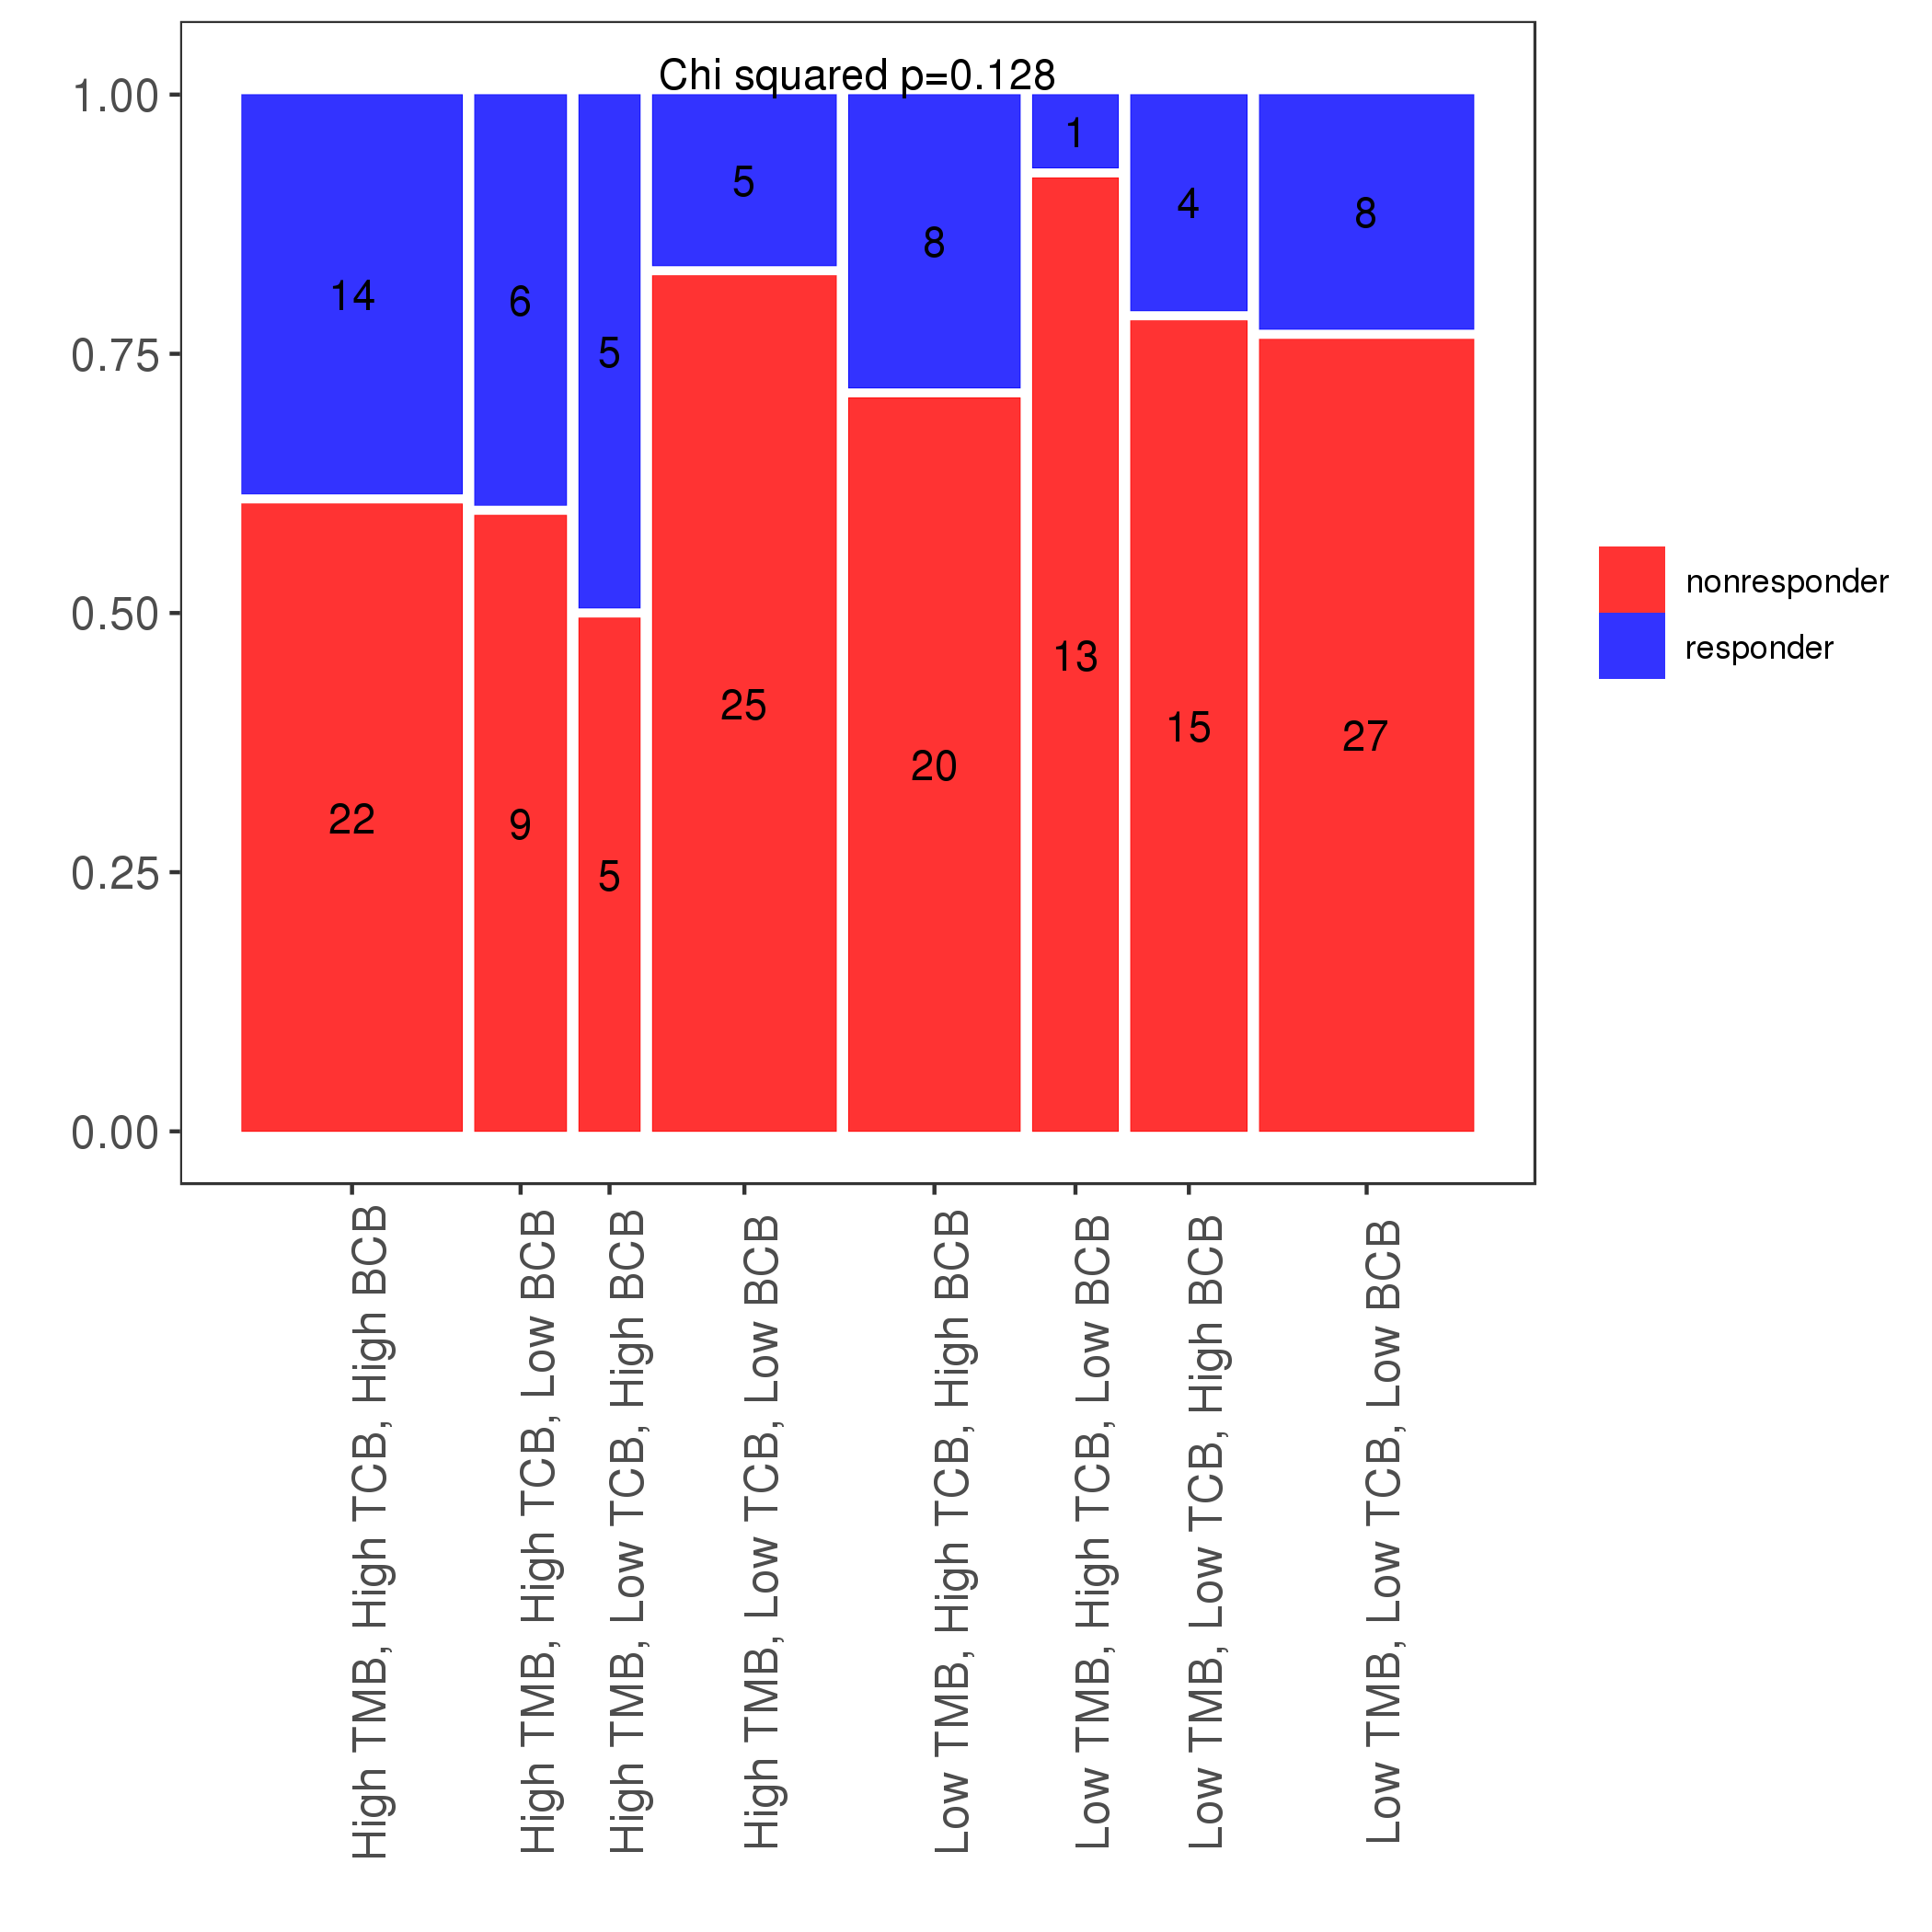 Chi squared p=0.128
1.00
0.75
0.50
0.25
0.00
14
6
5
5
8
1
4
8
22
9
5
25
20
13
15
27
nonresponder
responder
High TMB, High TCB, High BCB
High TMB, High TCB, Low BCB
High TMB, Low TCB, High BCB
High TMB, Low TCB, Low BCB
Low TMB, High TCB, High BCB
Low TMB, High TCB, Low BCB
Low TMB, Low TCB, High BCB
Low TMB, Low TCB, Low BCB